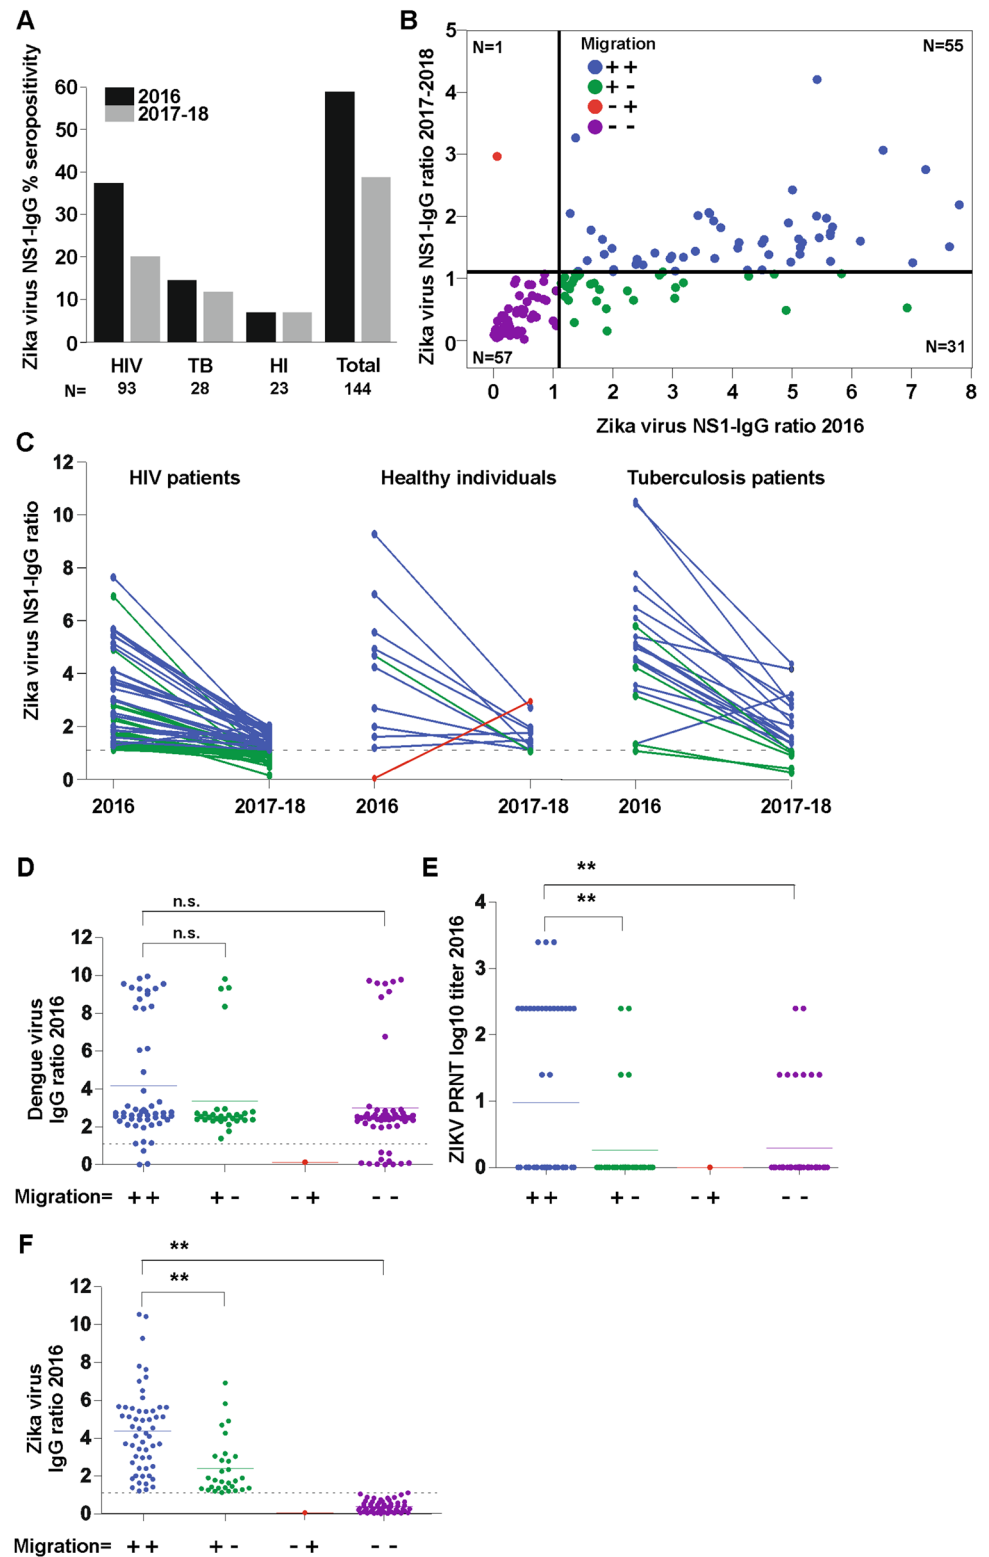 A
Zika virus NS1-IgG % seropositivity
60
50
40
30
20
10
0
2016
2017-18
HIV TB HI Total
N= 93 28 23 144
B
Zika virus NS1-IgG ratio 2017-2018
5
4
3
2
1
0
N=1
N=55
Migration
+ +
+ -
- +
- -
N=57
N=31
0 1 2 3 4 5 6 7 8
Zika virus NS1-IgG ratio 2016
C
Zika virus NS1-IgG ratio
12
10
8
6
4
2
0
HIV patients Healthy individuals Tuberculosis patients
2016 2017-18 2016 2017-18 2016 2017-18
D
Dengue virus
IgG ratio 2016
n.s.
n.s.
12
10
8
6
4
2
0
Migration= + + + - - + - -
E
ZIKV PRNT log10 titer 2016
**
**
4
3
2
1
0
+ + + - - + - -
F
Zika virus
IgG ratio 2016
**
**
12
10
8
6
4
2
0
Migration= + + + - - + - -